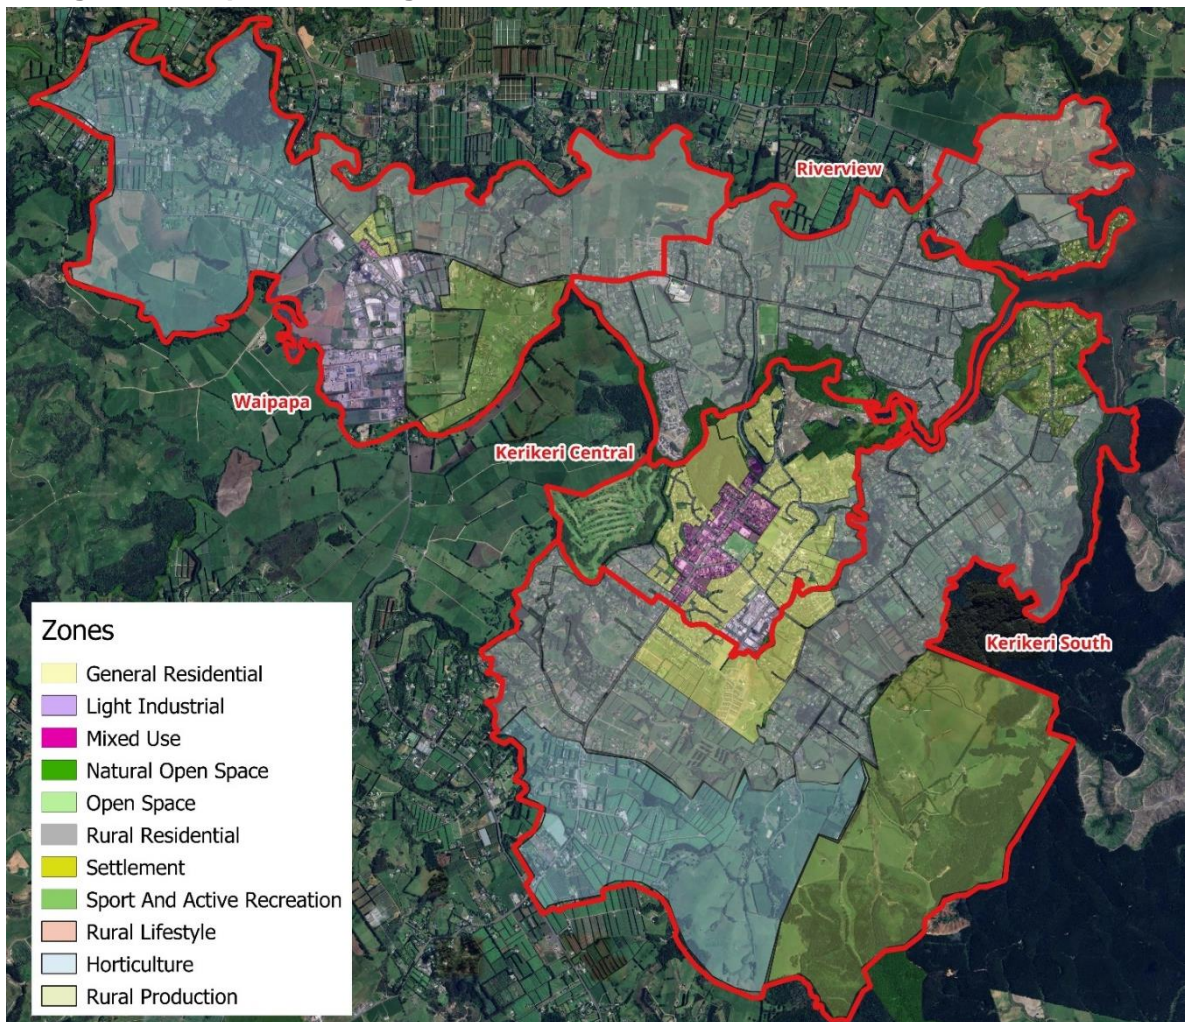 Riverview
Waipapa
Kerikeri Central
Kerikeri South
Zones
General Residential
Light Industrial
Mixed Use
Natural Open Space
Open Space
Rural Residential
Settlement
Sport And Active Recreation
Rural Lifestyle
Horticulture
Rural Production